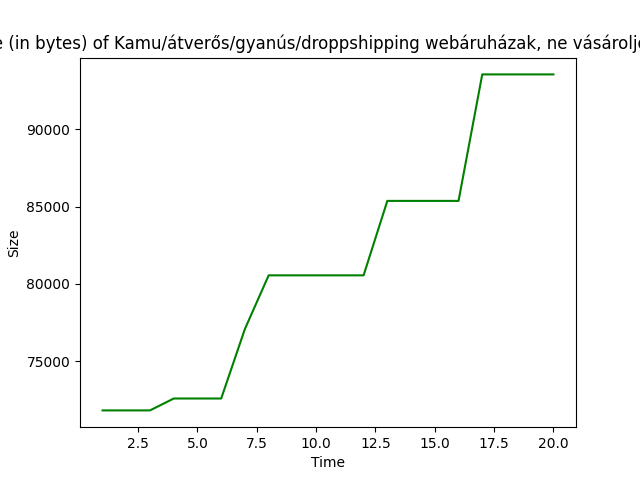 (in bytes) of Kamu/átverős/gyanús/droppshipping webáruházak, ne
90000
85000
80000
75000
Size
2.5 5.0 7.5 10.0 12.5 15.0 17.5 20.0
Time